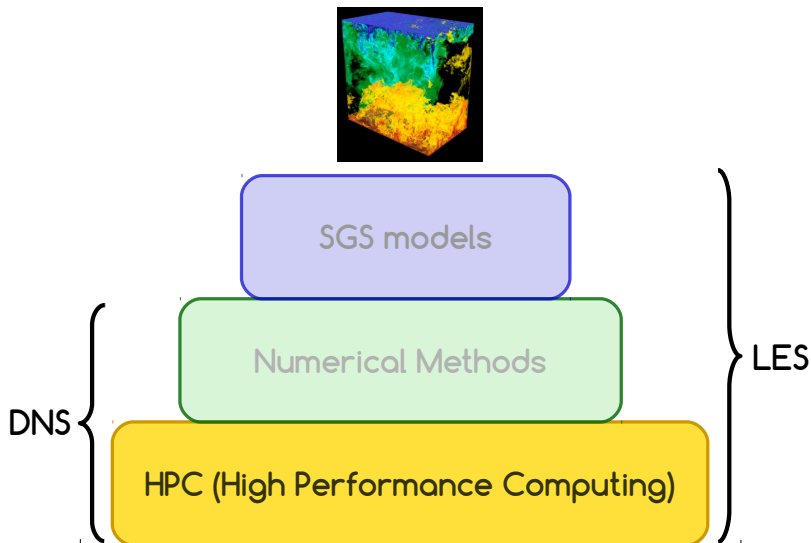 SGS models
Numerical Methods
LES
DNS
HPC (High Performance Computing)